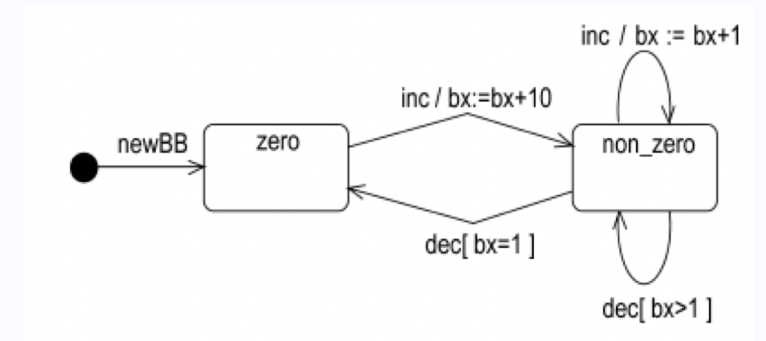 inc / bx := bx+1
inc / bx:=bx+10
newBB
zero
non_zero
dec[ bx=1 ]
dec[ bx>1 ]